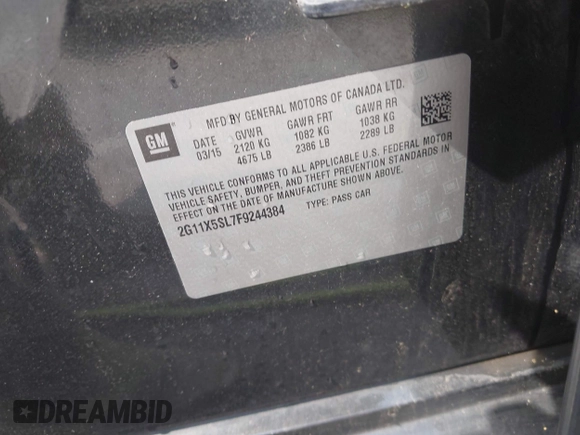 MFD BY GENERAL MOTORS OF CANADA LTD.
GM
DATE GVWR GAWR FRT GAWR RR
03/15 2120 KG 1082 KG 1038 KG
4675 LB 2386 LB 2289 LB
THIS VEHICLE CONFORMS TO ALL APPLICABLE U.S. FEDERAL MOTOR
VEHICLE SAFETY, BUMPER, AND THEFT PREVENTION STANDARDS IN
EFFECT ON THE DATE OF MANUFACTURE SHOWN ABOVE.
2G11X5SL7F9244384 TYPE: PASS CAR
DREAMBID